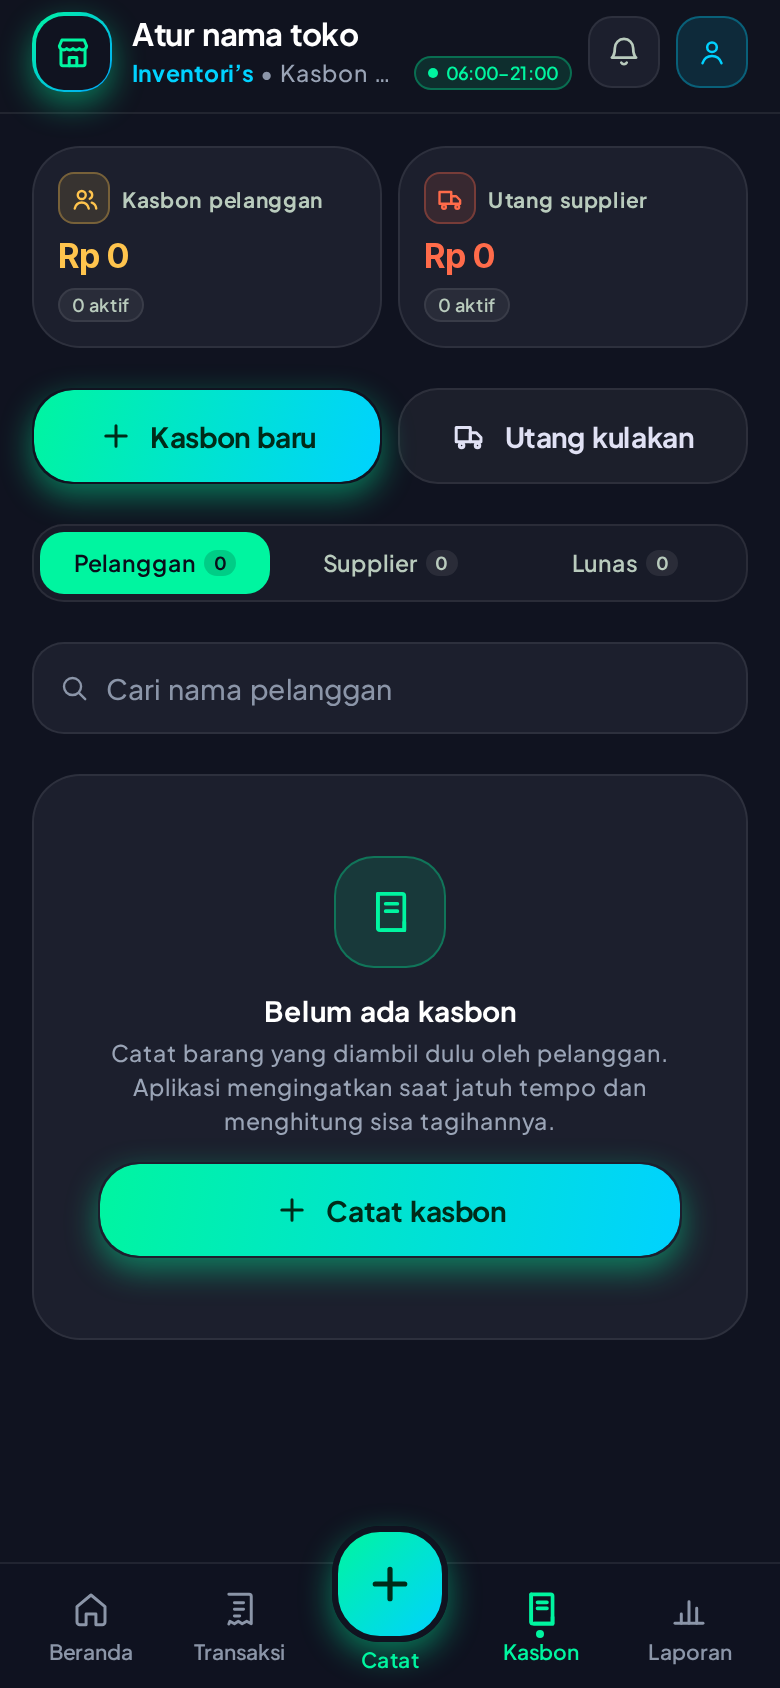 Atur nama toko
Inventori's • Kasbon ...
06:00–21:00
Kasbon pelanggan
Rp 0
0 aktif
Utang supplier
Rp 0
0 aktif
Kasbon baru
Utang kulakan
Pelanggan 0
Supplier 0
Lunas 0
Cari nama pelanggan
Belum ada kasbon
Catat barang yang diambil dulu oleh pelanggan.
Aplikasi mengingatkan saat jatuh tempo dan
menghitung sisa tagihannya.
Catat kasbon
Beranda
Transaksi
Catat
Kasbon
Laporan